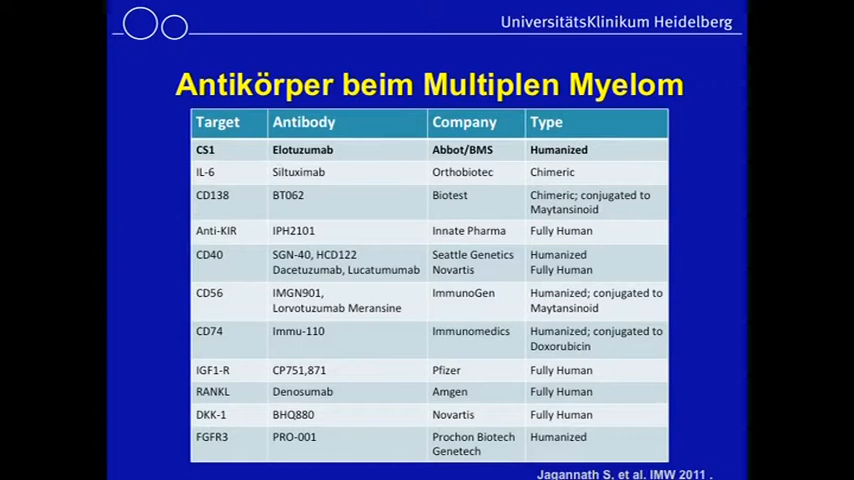 UniversitätsKlinikum Heidelberg
Antikörper beim Multiplen Myelom
Target Antibody Company Type
CS1 Elotuzumab Abbot/BMS Humanized
IL-6 Siltuximab Orthobiotec Chimeric
CD138 BT062 Biotest Chimeric; conjugated to
Maytansinoid
Anti-KIR IPH2101 Innate Pharma Fully Human
CD40 SGN-40, HCD122 Seattle Genetics Humanized
Dacetuzumab, Lucatumumab Novartis Fully Human
CD56 IMGN901, ImmunoGen Humanized; conjugated to
Lorvotuzumab Meransine Maytansinoid
CD74 Immu-110 Immunomedics Humanized; conjugated to
Doxorubicin
IGF1-R CP751,871 Pfizer Fully Human
RANKL Denosumab Amgen Fully Human
DKK-1 BHQ880 Novartis Fully Human
FGFR3 PRO-001 Prochon Biotech Humanized
Genetech
Jagannath S, et al. IMW 2011 .